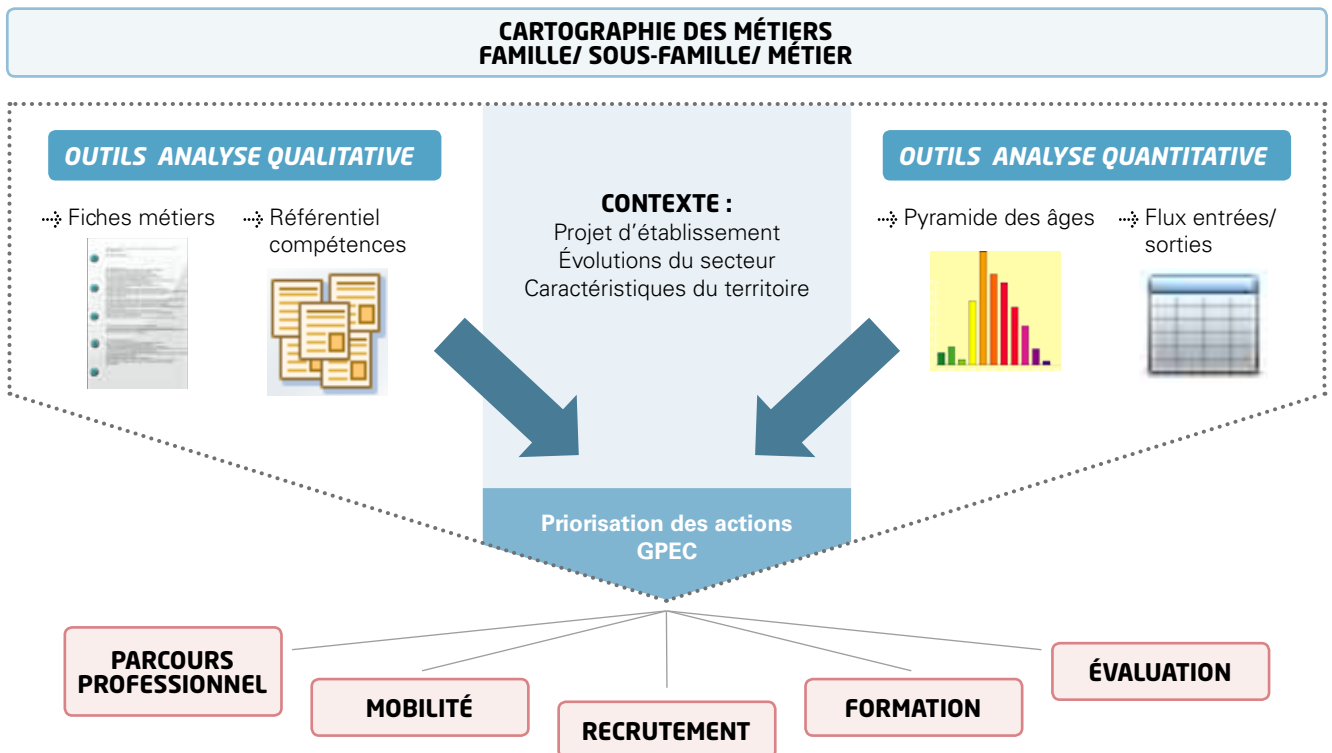 CARTOGRAPHIE DES MÉTIERS
FAMILLE/ SOUS-FAMILLE/ MÉTIER
OUTILS ANALYSE QUALITATIVE
Fiches métiers
Référentiel
compétences
CONTEXTE :
Projet d'établissement
Évolutions du secteur
Caractéristiques du territoire
OUTILS ANALYSE QUANTITATIVE
Pyramide des âges
Flux entrées/
sorties
Priorisation des actions
GPEC
PARCOURS
PROFESSIONNEL
MOBILITÉ
RECRUTEMENT
FORMATION
ÉVALUATION